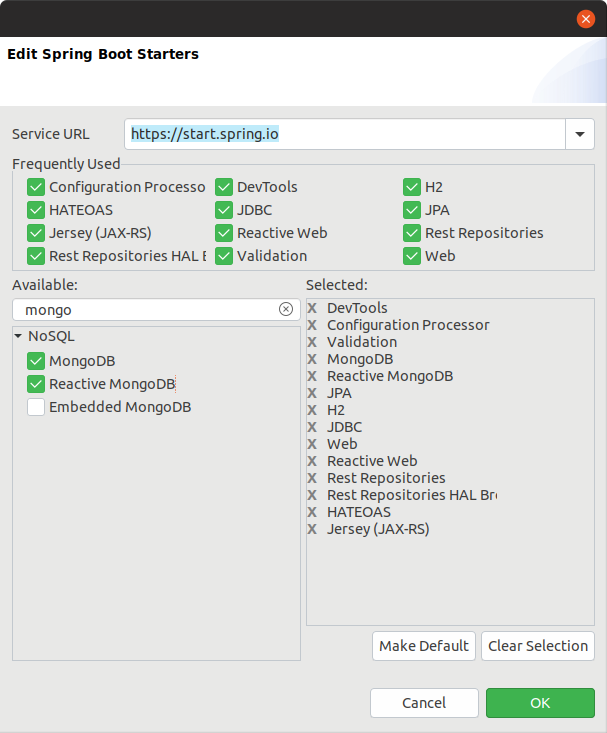 Edit Spring Boot Starters
Service URL https://start.spring.io
Frequently Used
Configuration Processo DevTools H2
HATEOAS JDBC JPA
Jersey (JAX-RS) Reactive Web Rest Repositories
Rest Repositories HAL B Validation Web
Available:
mongo
NoSQL
MongoDB
Reactive MongoDB
Embedded MongoDB
Selected:
X DevTools
X Configuration Processor
X Validation
X MongoDB
X Reactive MongoDB
X JPA
X H2
X JDBC
X Web
X Reactive Web
X Rest Repositories
X Rest Repositories HAL Bro
X HATEOAS
X Jersey (JAX-RS)
Make Default Clear Selection
Cancel OK